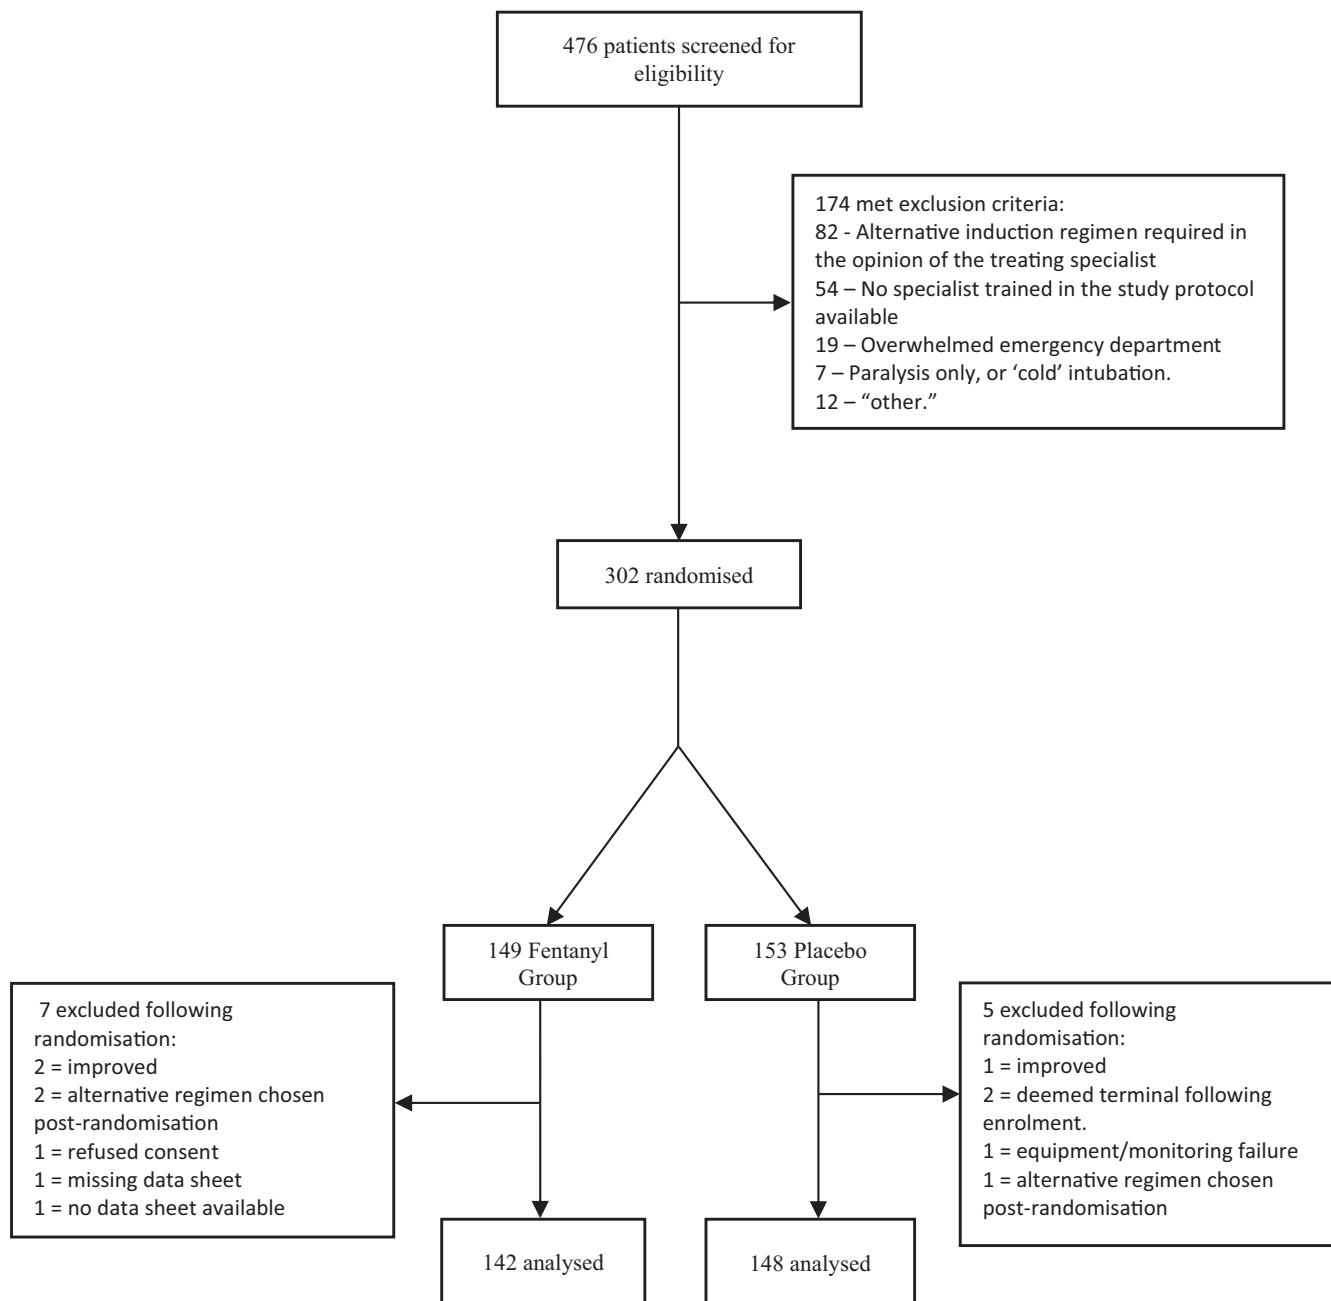 476 patients screened for
eligibility
174 met exclusion criteria:
82 - Alternative induction regimen required in
the opinion of the treating specialist
54 – No specialist trained in the study protocol
available
19 – Overwhelmed emergency department
7 – Paralysis only, or ‘cold’ intubation.
12 – “other.”
302 randomised
149 Fentanyl
Group
153 Placebo
Group
7 excluded following
randomisation:
2 = improved
2 = alternative regimen chosen
post-randomisation
1 = refused consent
1 = missing data sheet
1 = no data sheet available
5 excluded following
randomisation:
1 = improved
2 = deemed terminal following
enrolment.
1 = equipment/monitoring failure
1 = alternative regimen chosen
post-randomisation
142 analysed
148 analysed